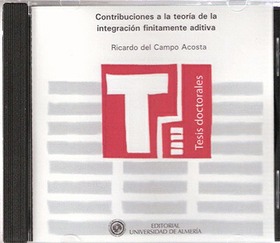 Contribuciones a la teoría de la
integración finitamente aditiva
Ricardo del Campo Acosta
Tesis doctorales
EDITORIAL
UNIVERSIDAD DE ALMERÍA